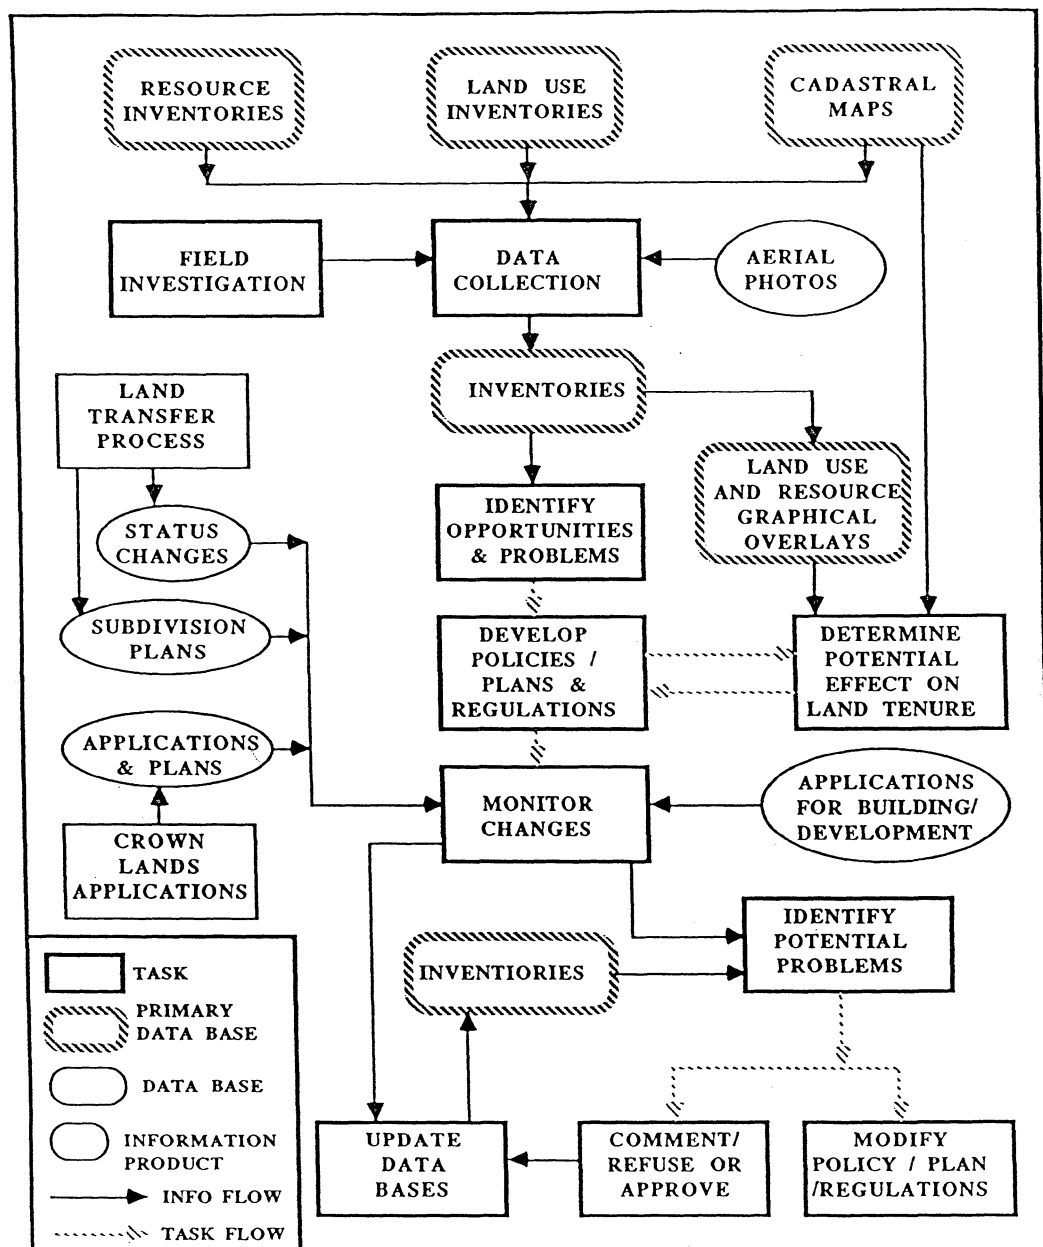 RESOURCE
INVENTORIES
LAND USE
INVENTORIES
CADASTRAL
MAPS
FIELD
INVESTIGATION
DATA
COLLECTION
AERIAL
PHOTOS
INVENTORIES
LAND
TRANSFER
PROCESS
LAND USE
AND RESOURCE
GRAPHICAL
OVERLAYS
STATUS
CHANGES
IDENTIFY
OPPORTUNITIES
& PROBLEMS
SUBDIVISION
PLANS
DEVELOP
POLICIES /
PLANS &
REGULATIONS
DETERMINE
POTENTIAL
EFFECT ON
LAND TENURE
APPLICATIONS
& PLANS
MONITOR
CHANGES
APPLICATIONS
FOR BUILDING/
DEVELOPMENT
CROWN
LANDS
APPLICATIONS
IDENTIFY
POTENTIAL
PROBLEMS
INVENTIORIES
UPDATE
DATA
BASES
COMMENT/
REFUSE OR
APPROVE
MODIFY
POLICY / PLAN
/REGULATIONS
TASK
PRIMARY
DATA BASE
DATA BASE
INFORMATION
PRODUCT
INFO FLOW
TASK FLOW